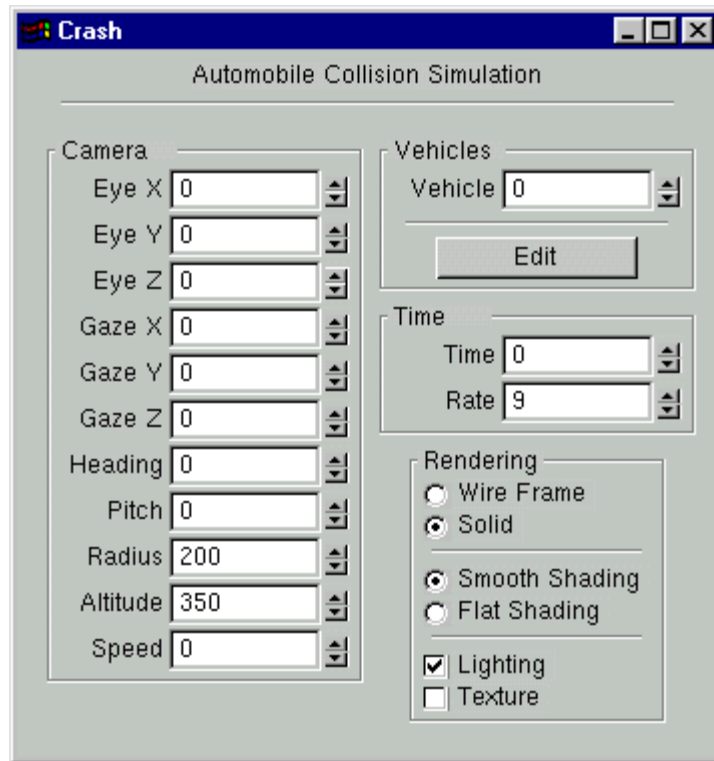 Crash
Automobile Collision Simulation
Camera
Eye X 0
Eye Y 0
Eye Z 0
Gaze X 0
Gaze Y 0
Gaze Z 0
Heading 0
Pitch 0
Radius 200
Altitude 350
Speed 0
Vehicles
Vehicle 0
Edit
Time
Time 0
Rate 9
Rendering
Wire Frame
Solid
Smooth Shading
Flat Shading
Lighting
Texture